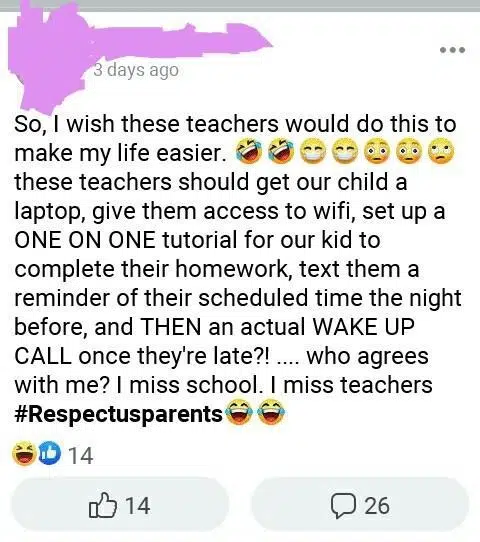 3 days ago
So, I wish these teachers would do this to
make my life easier. 🤣🤣😁😁😳😳🙄
these teachers should get our child a
laptop, give them access to wifi, set up a
ONE ON ONE tutorial for our kid to
complete their homework, text them a
reminder of their scheduled time the night
before, and THEN an actual WAKE UP
CALL once they're late?! .... who agrees
with me? I miss school. I miss teachers
#Respectusparents😂😂
14
14
26